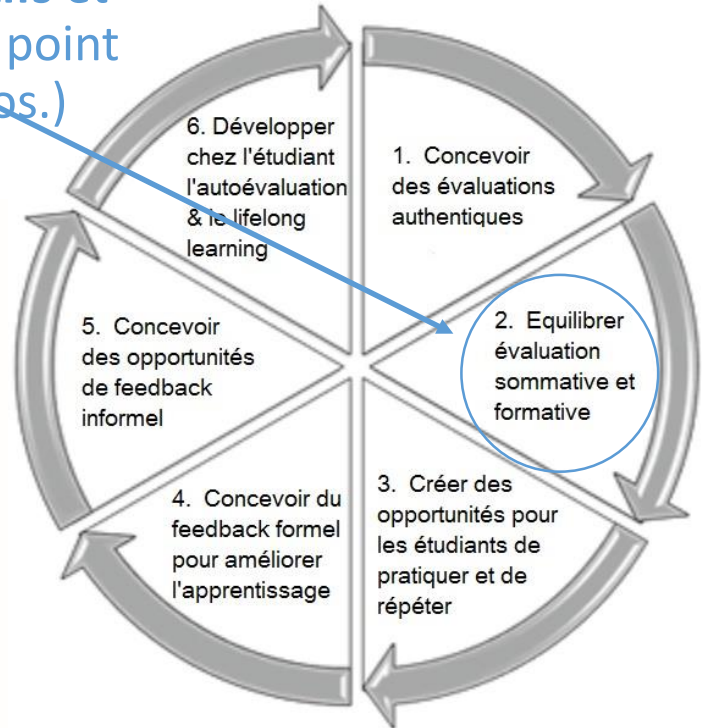 et
point
os.)
6. Développer
chez l'étudiant
l'autoévaluation
& le lifelong
learning
1. Concevoir
des évaluations
authentiques
5. Concevoir
des opportunités
de feedback
informel
2. Equilibrer
évaluation
sommative et
formative
4. Concevoir du
feedback formel
pour améliorer
l'apprentissage
3. Créer des
opportunités pour
les étudiants de
pratiquer et de
répéter